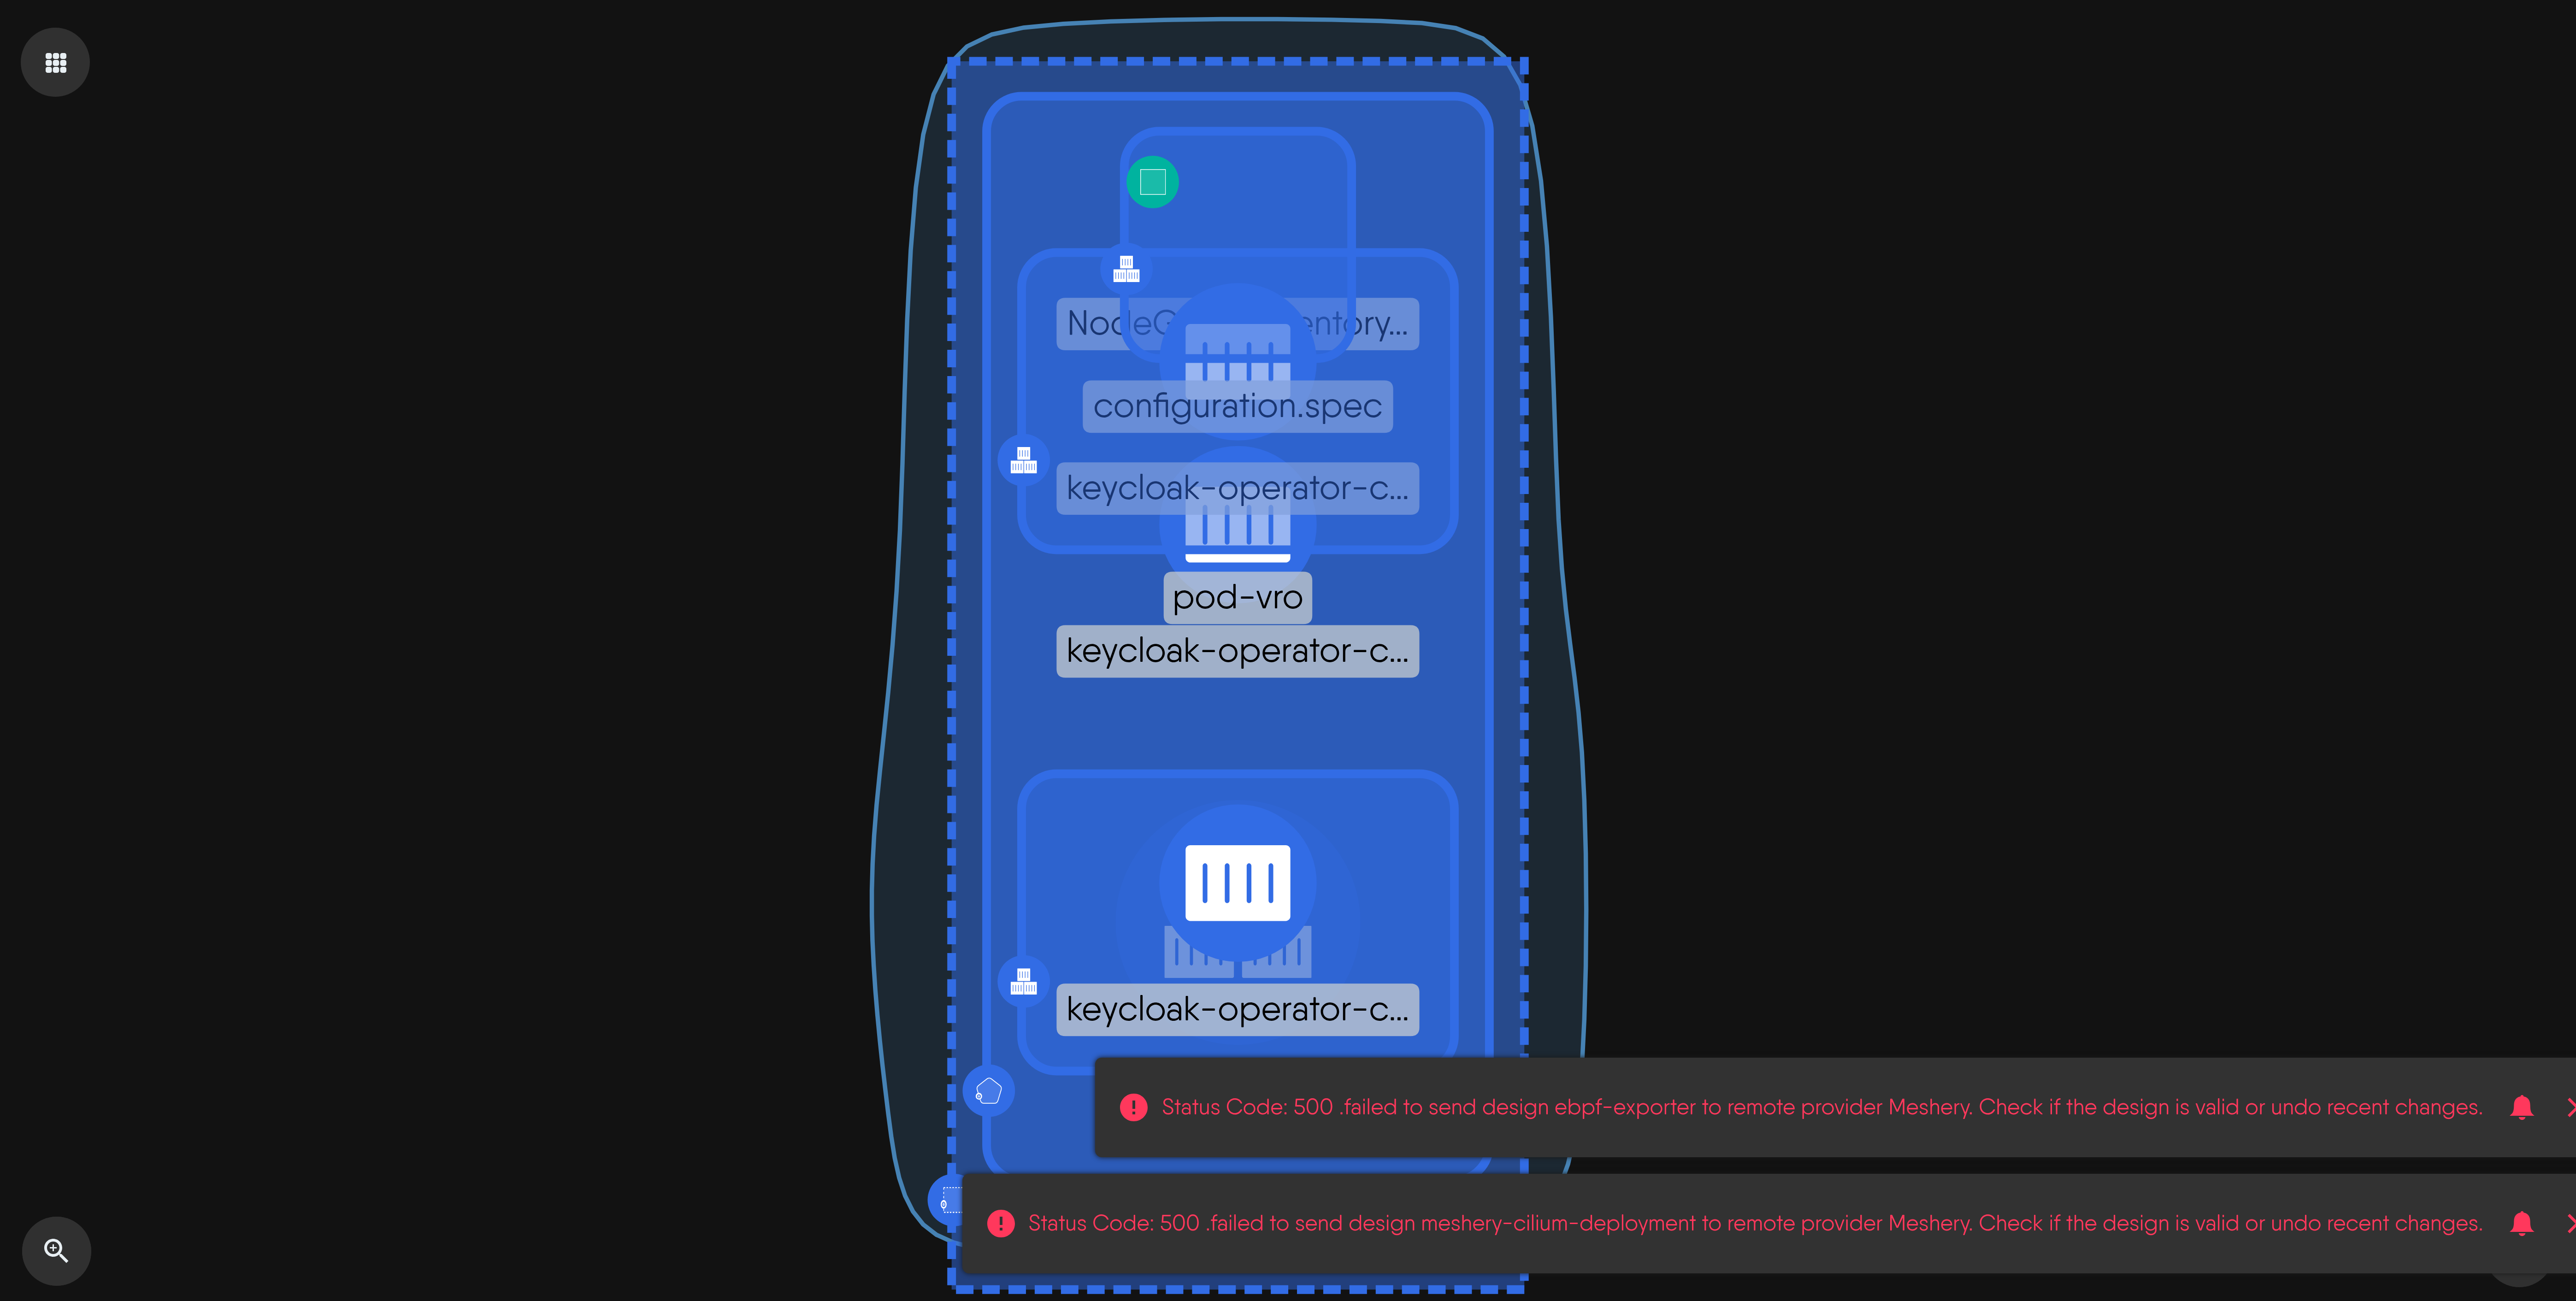 configuration.spec
keycloak-operator-c...
pod-vro
keycloak-operator-c...
keycloak-operator-c...
Status Code: 500 .failed to send design ebpf-exporter to remote provider Meshery. Check if the design is valid or undo recent changes.
Status Code: 500 .failed to send design meshery-cilium-deployment to remote provider Meshery. Check if the design is valid or undo recent changes.